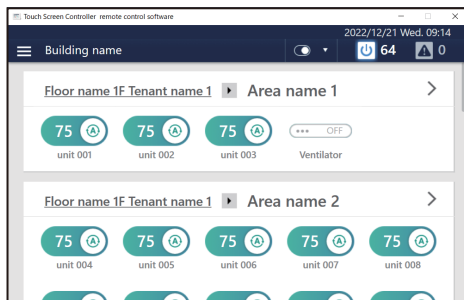 Touch Screen Controller remote control software
2022/12/21 Wed. 09:14
Building name
64
0
Floor name 1F Tenant name 1 Area name 1
75 A 75 A 75 A ••• OFF
unit 001 unit 002 unit 003 Ventilator
Floor name 1F Tenant name 1 Area name 2
75 A 75 A 75 A 75 A 75 A
unit 004 unit 005 unit 006 unit 007 unit 008